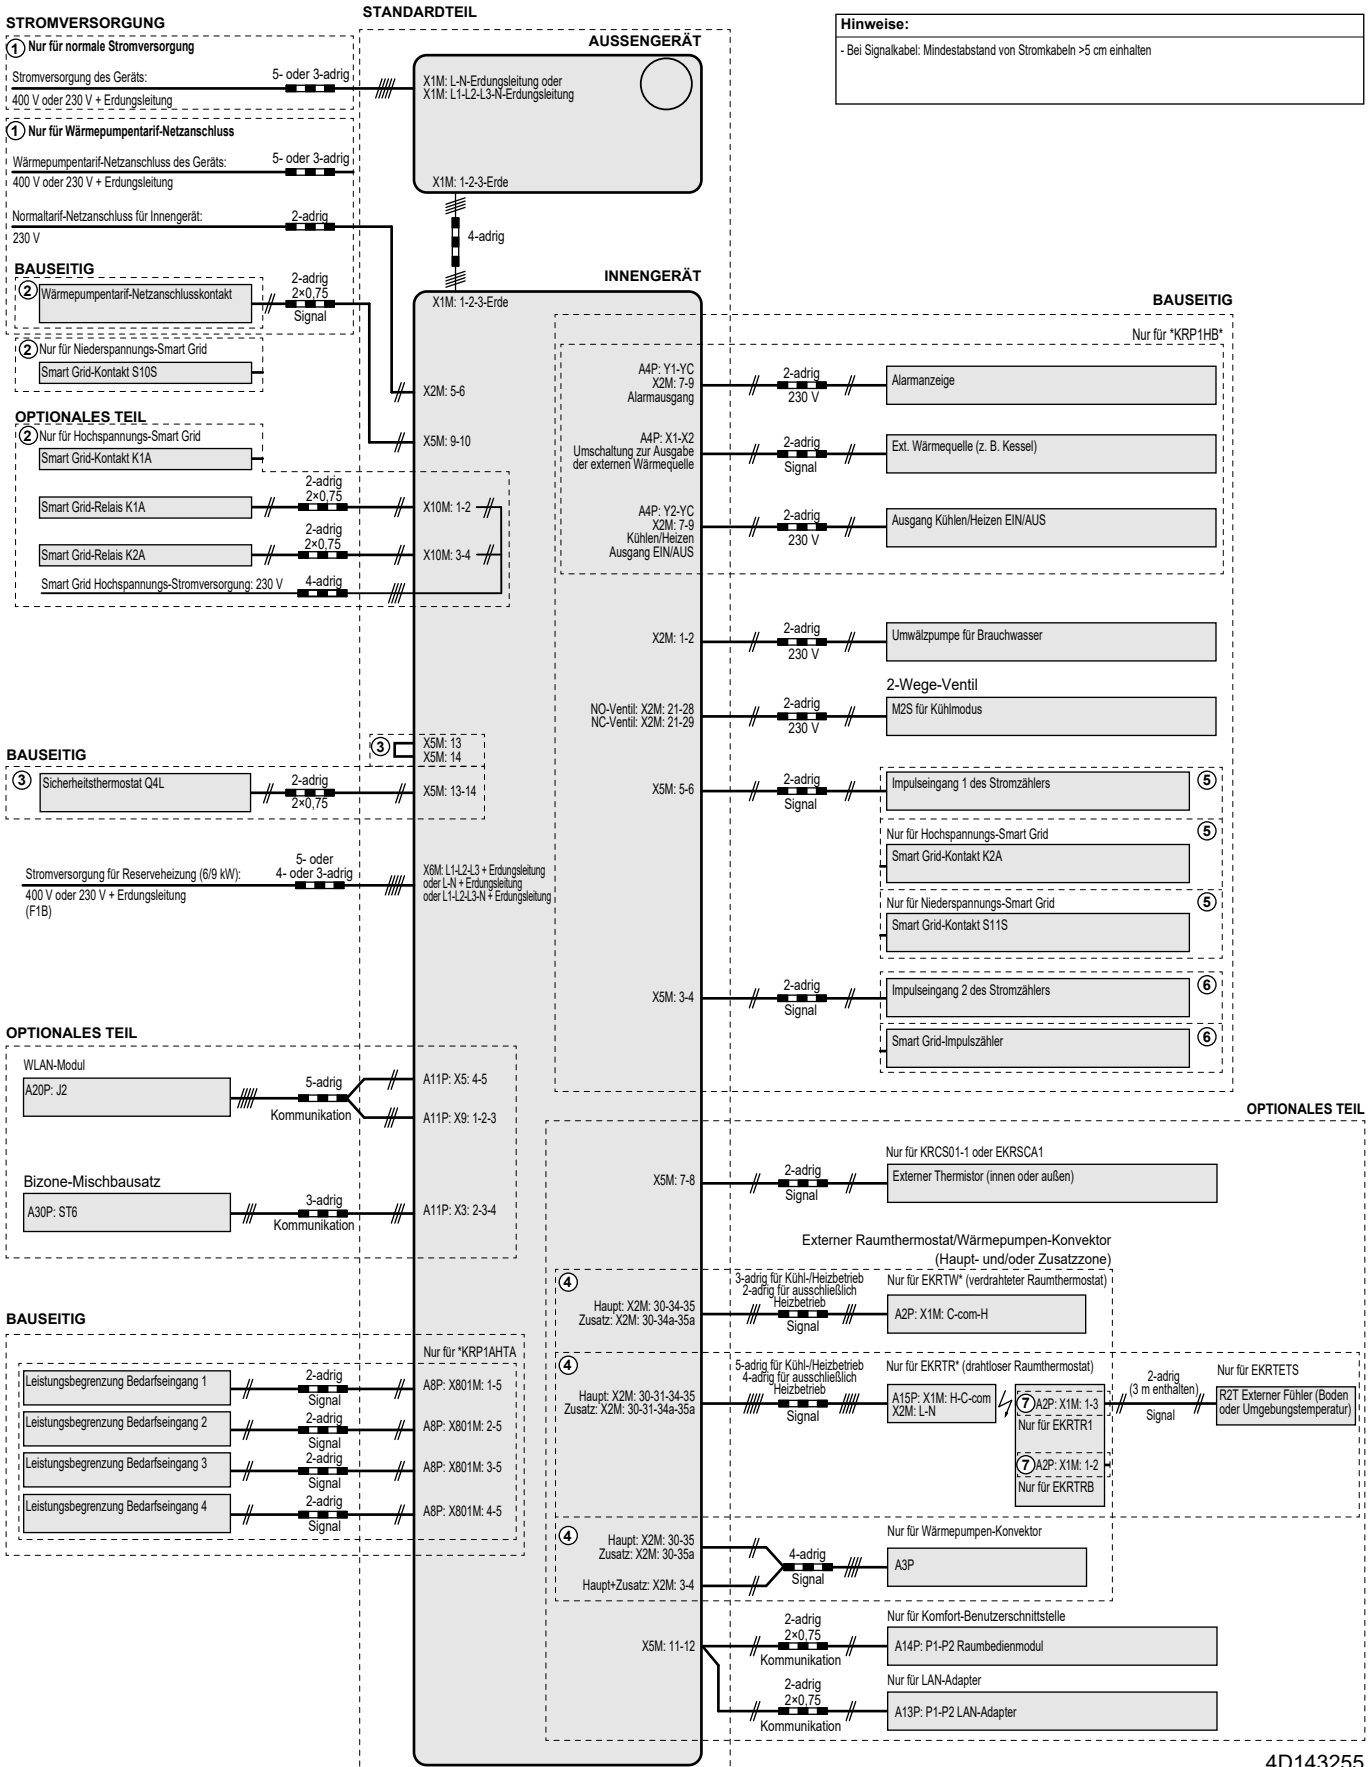 STROMVERSORGUNG
① Nur für normale Stromversorgung
Stromversorgung des Geräts:
5- oder 3-adrig
400 V oder 230 V + Erdungsleitung
① Nur für Wärmepumpentarif-Netzanschluss
Wärmepumpentarif-Netzanschluss des Geräts:
5- oder 3-adrig
400 V oder 230 V + Erdungsleitung
Normaltarif-Netzanschluss für Innengerät:
2-adrig
230 V
BAUSEITIG
② Wärmepumpentarif-Netzanschlusskontakt
2-adrig
2×0,75
Signal
② Nur für Niederspannungs-Smart Grid
Smart Grid-Kontakt S10S
OPTIONALES TEIL
② Nur für Hochspannungs-Smart Grid
Smart Grid-Kontakt K1A
2-adrig
2×0,75
Smart Grid-Relais K1A
2-adrig
2×0,75
Smart Grid-Relais K2A
Smart Grid Hochspannungs-Stromversorgung: 230 V
4-adrig
BAUSEITIG
③ Sicherheitsthermostat Q4L
2-adrig
2×0,75
Stromversorgung für Reserveheizung (6/9 kW):
5- oder
4- oder 3-adrig
400 V oder 230 V + Erdungsleitung
(F1B)
OPTIONALES TEIL
WLAN-Modul
A20P: J2
5-adrig
Kommunikation
Bizone-Mischbausatz
A30P: ST6
3-adrig
Kommunikation
BAUSEITIG
Nur für *KRP1AHTA
Leistungsbegrenzung Bedarfseingang 1
2-adrig
Signal
A8P: X801M: 1-5
Leistungsbegrenzung Bedarfseingang 2
2-adrig
Signal
A8P: X801M: 2-5
Leistungsbegrenzung Bedarfseingang 3
2-adrig
Signal
A8P: X801M: 3-5
Leistungsbegrenzung Bedarfseingang 4
2-adrig
Signal
A8P: X801M: 4-5
STANDARDTEIL
AUSSENGERÄT
X1M: L-N-Erdungsleitung oder
X1M: L1-L2-L3-N-Erdungsleitung
X1M: 1-2-3-Erde
4-adrig
INNENGERÄT
X1M: 1-2-3-Erde
X2M: 5-6
X5M: 9-10
X10M: 1-2
X10M: 3-4
③
X5M: 13
X5M: 14
X5M: 13-14
X6M: L1-L2-L3 + Erdungsleitung
oder L-N + Erdungsleitung
oder L1-L2-L3-N + Erdungsleitung
A11P: X5: 4-5
A11P: X9: 1-2-3
A11P: X3: 2-3-4
Hinweise:
- Bei Signalkabel: Mindestabstand von Stromkabeln >5 cm einhalten
BAUSEITIG
Nur für *KRP1HB*
A4P: Y1-YC
X2M: 7-9
Alarmausgang
2-adrig
230 V
Alarmanzeige
A4P: X1-X2
Umschaltung zur Ausgabe
der externen Wärmequelle
2-adrig
Signal
Ext. Wärmequelle (z. B. Kessel)
A4P: Y2-YC
X2M: 7-9
Kühlen/Heizen
Ausgang EIN/AUS
2-adrig
230 V
Ausgang Kühlen/Heizen EIN/AUS
X2M: 1-2
2-adrig
230 V
Umwälzpumpe für Brauchwasser
2-Wege-Ventil
NO-Ventil: X2M: 21-28
NC-Ventil: X2M: 21-29
2-adrig
230 V
M2S für Kühlmodus
X5M: 5-6
2-adrig
Signal
Impulseingang 1 des Stromzählers ⑤
Nur für Hochspannungs-Smart Grid ⑤
Smart Grid-Kontakt K2A
Nur für Niederspannungs-Smart Grid ⑤
Smart Grid-Kontakt S11S
X5M: 3-4
2-adrig
Signal
Impulseingang 2 des Stromzählers ⑥
Smart Grid-Impulszähler ⑥
OPTIONALES TEIL
Nur für KRCS01-1 oder EKRSCA1
X5M: 7-8
2-adrig
Signal
Externer Thermistor (innen oder außen)
Externer Raumthermostat/Wärmepumpen-Konvektor
(Haupt- und/oder Zusatzzone)
④
Haupt: X2M: 30-34-35
Zusatz: X2M: 30-34a-35a
3-adrig für Kühl-/Heizbetrieb
2-adrig für ausschließlich
Heizbetrieb
Signal
Nur für EKRTW* (verdrahteter Raumthermostat)
A2P: X1M: C-com-H
④
Haupt: X2M: 30-31-34-35
Zusatz: X2M: 30-31-34a-35a
5-adrig für Kühl-/Heizbetrieb
4-adrig für ausschließlich
Heizbetrieb
Signal
Nur für EKRTR* (drahtloser Raumthermostat)
A15P: X1M: H-C-com
X2M: L-N
⑦ A2P: X1M: 1-3
Nur für EKRTR1
⑦ A2P: X1M: 1-2
Nur für EKRTRB
2-adrig
(3 m enthalten)
Signal
Nur für EKRTETS
R2T Externer Fühler (Boden
oder Umgebungstemperatur)
④
Haupt: X2M: 30-35
Zusatz: X2M: 30-35a
Haupt+Zusatz: X2M: 3-4
4-adrig
Signal
Nur für Wärmepumpen-Konvektor
A3P
X5M: 11-12
2-adrig
2×0,75
Kommunikation
Nur für Komfort-Benutzerschnittstelle
A14P: P1-P2 Raumbedienmodul
2-adrig
2×0,75
Kommunikation
Nur für LAN-Adapter
A13P: P1-P2 LAN-Adapter
4D143255